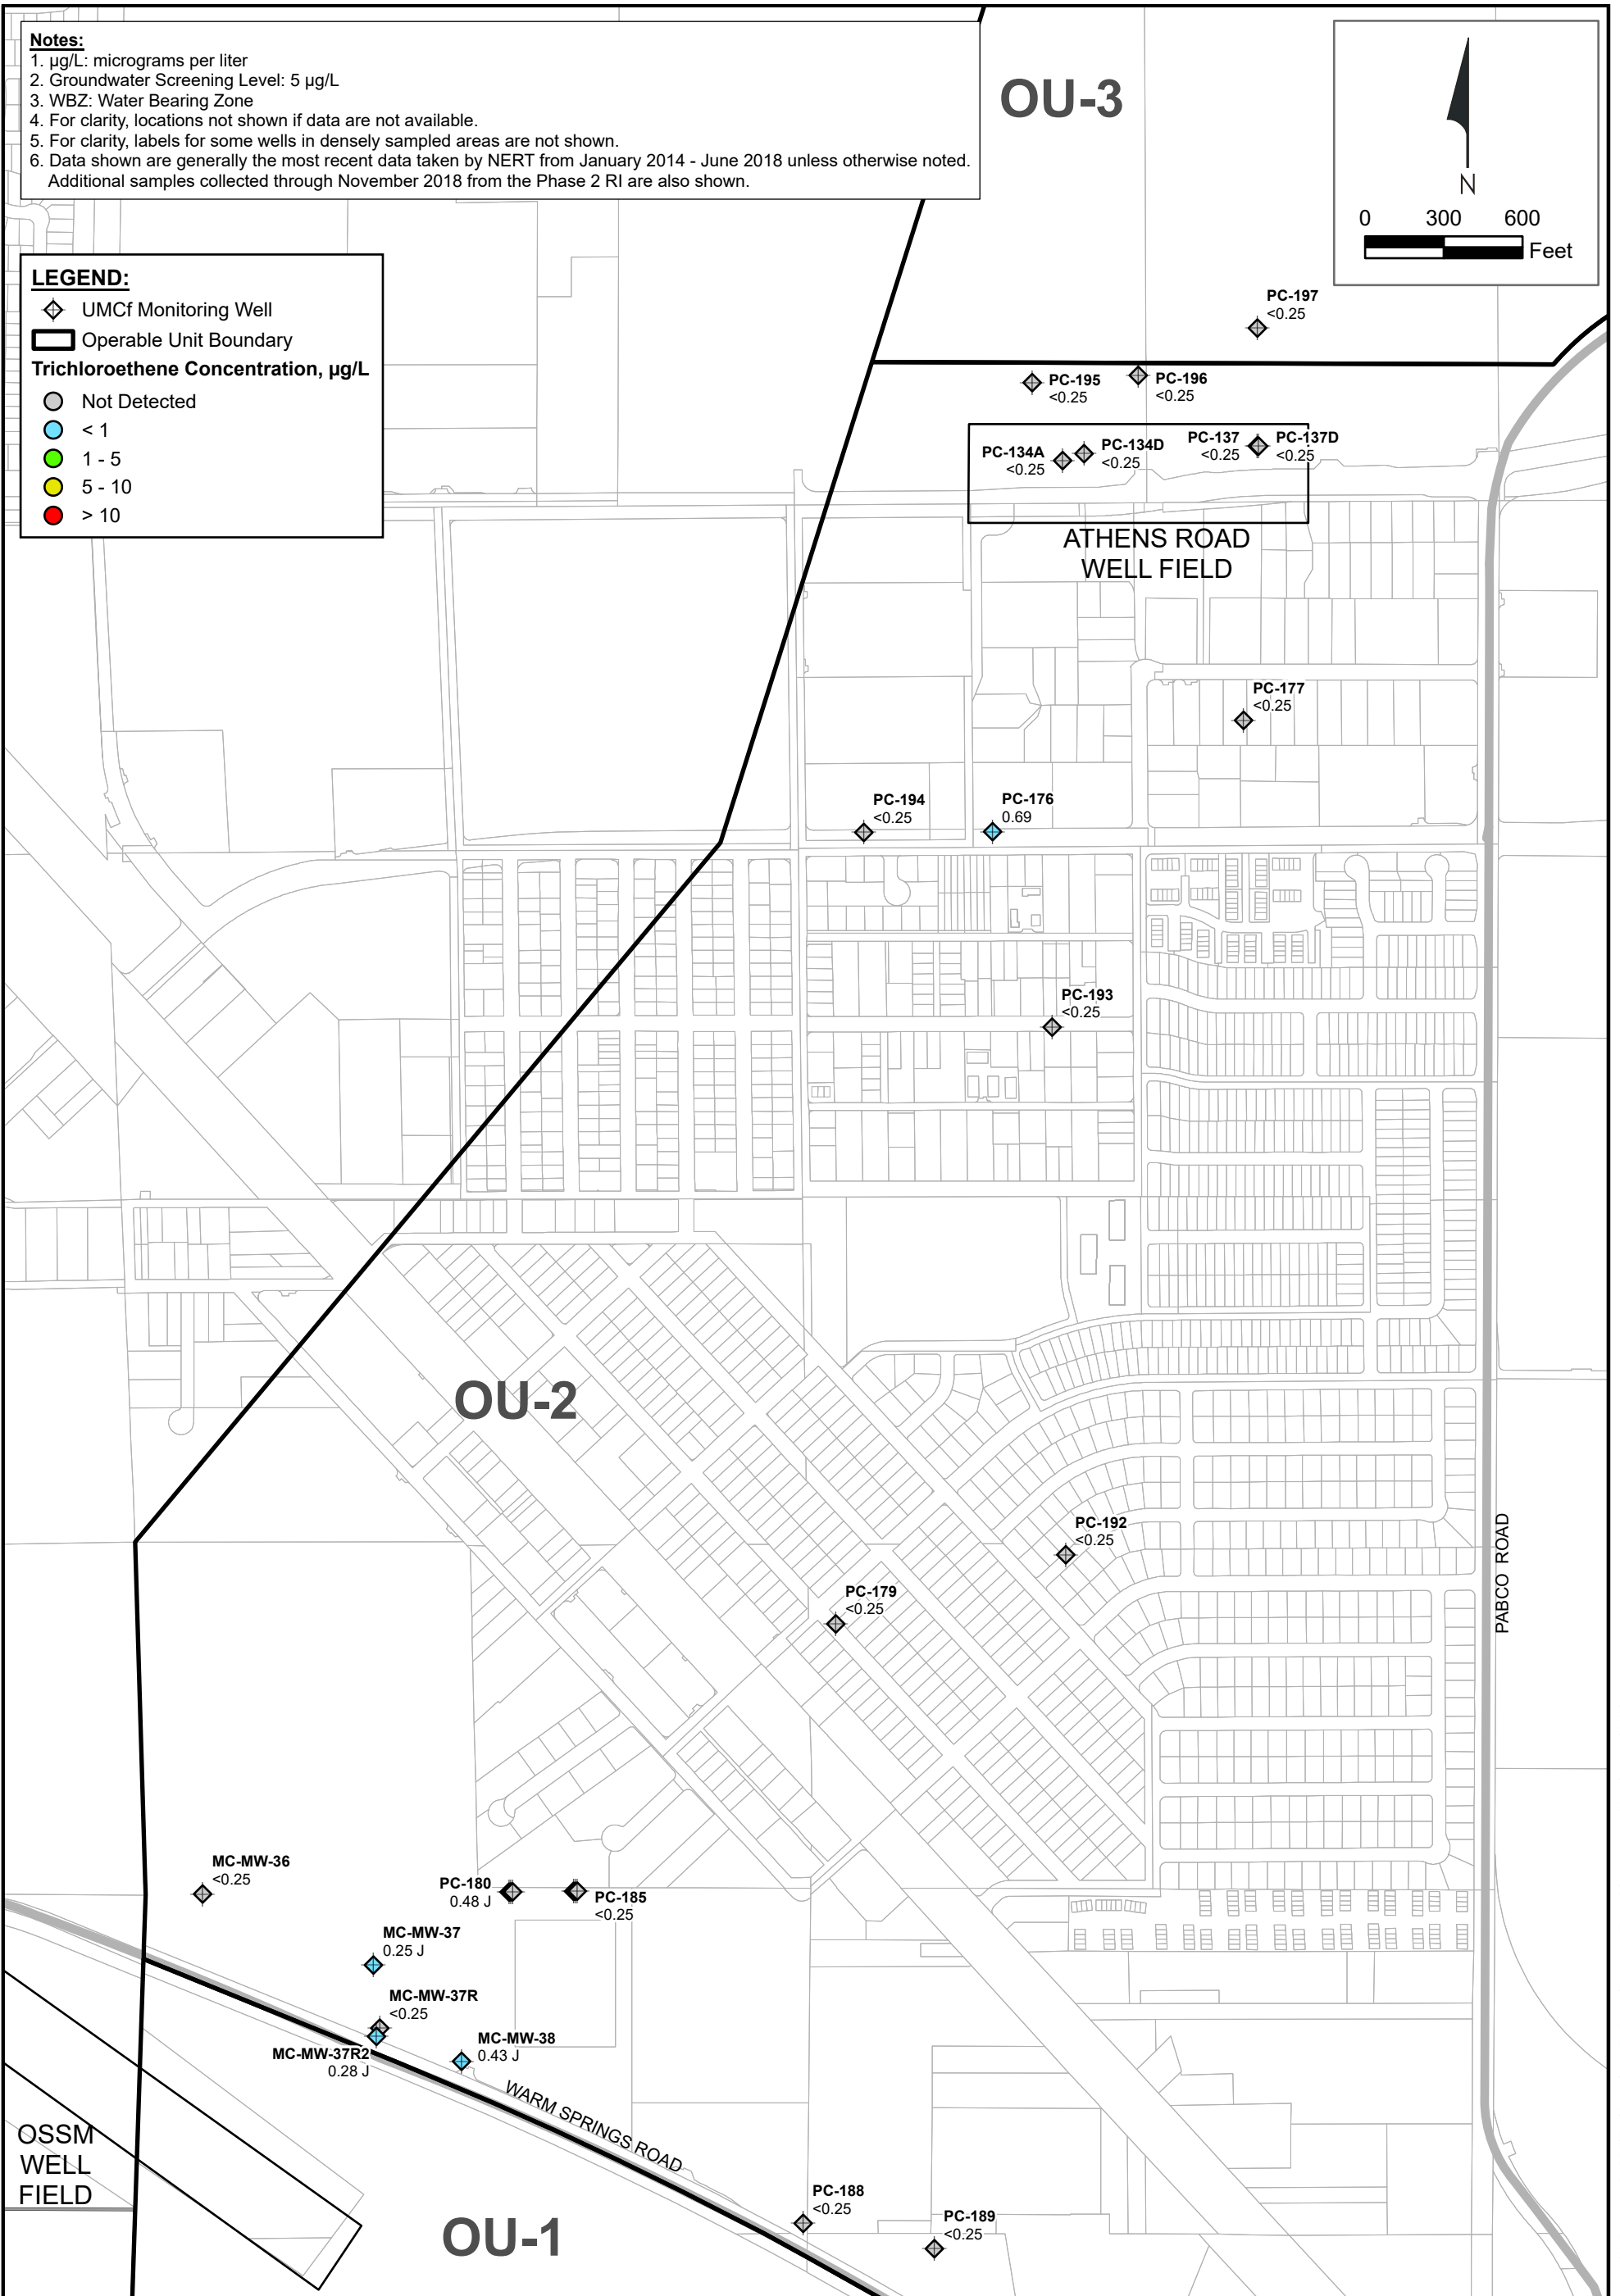 Notes:
1. µg/L: micrograms per liter
2. Groundwater Screening Level: 5 µg/L
3. WBZ: Water Bearing Zone
4. For clarity, locations not shown if data are not available.
5. For clarity, labels for some wells in densely sampled areas are not shown.
6. Data shown are generally the most recent data taken by NERT from January 2014 - June 2018 unless otherwise noted.
Additional samples collected through November 2018 from the Phase 2 RI are also shown.
OU-3
N
0 300 600
Feet
LEGEND:
UMCf Monitoring Well
Operable Unit Boundary
Trichloroethene Concentration, µg/L
Not Detected
< 1
1 - 5
5 - 10
> 10
PC-197
<0.25
PC-195
<0.25
PC-196
<0.25
PC-134A
<0.25
PC-134D
<0.25
PC-137
<0.25
PC-137D
<0.25
ATHENS ROAD
WELL FIELD
PC-177
<0.25
PC-194
<0.25
PC-176
0.69
PC-193
<0.25
OU-2
PC-192
<0.25
PABCO ROAD
PC-179
<0.25
MC-MW-36
<0.25
PC-180
0.48 J
PC-185
<0.25
MC-MW-37
0.25 J
MC-MW-37R
<0.25
MC-MW-37R2
0.28 J
MC-MW-38
0.43 J
WARM SPRINGS ROAD
OSSM
WELL
FIELD
PC-188
<0.25
PC-189
<0.25
OU-1